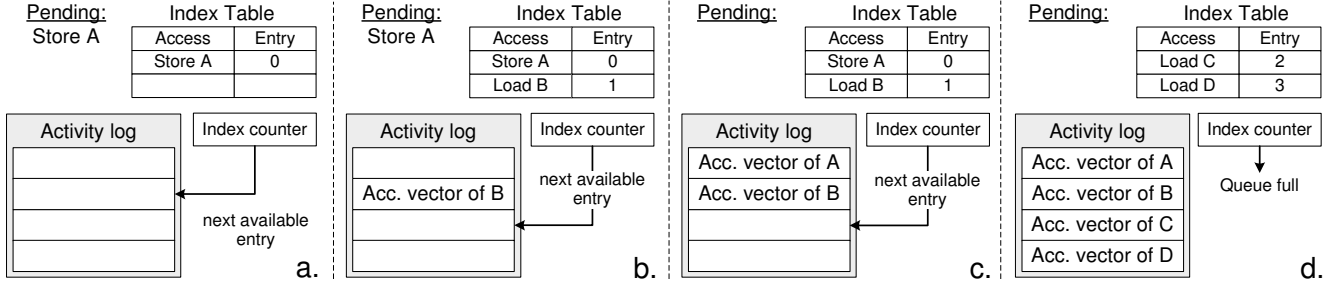 Pending:
Store A
Index Table
Access Entry
Store A 0
Activity log
Index counter
next available
entry
a.
Pending:
Store A
Index Table
Access Entry
Store A 0
Load B 1
Activity log
Index counter
Acc. vector of B
next available
entry
b.
Pending:
Index Table
Access Entry
Store A 0
Load B 1
Activity log
Index counter
Acc. vector of A
Acc. vector of B
next available
entry
c.
Pending:
Index Table
Access Entry
Load C 2
Load D 3
Activity log
Index counter
Acc. vector of A
Acc. vector of B
Acc. vector of C
Acc. vector of D
Queue full
d.